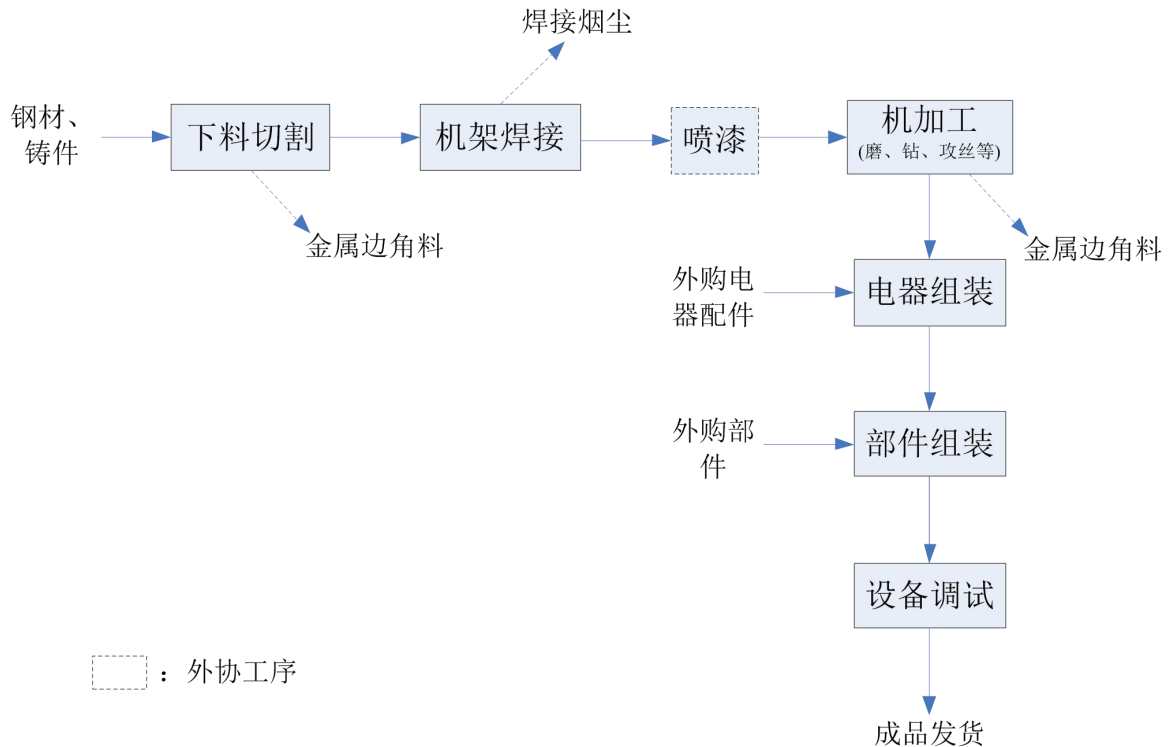 焊接烟尘
钢材、
铸件
下料切割
机架焊接
喷漆
机加工
(磨、钻、攻丝等)
金属边角料
金属边角料
外购电
器配件
电器组装
外购部
件
部件组装
设备调试
：外协工序
成品发货